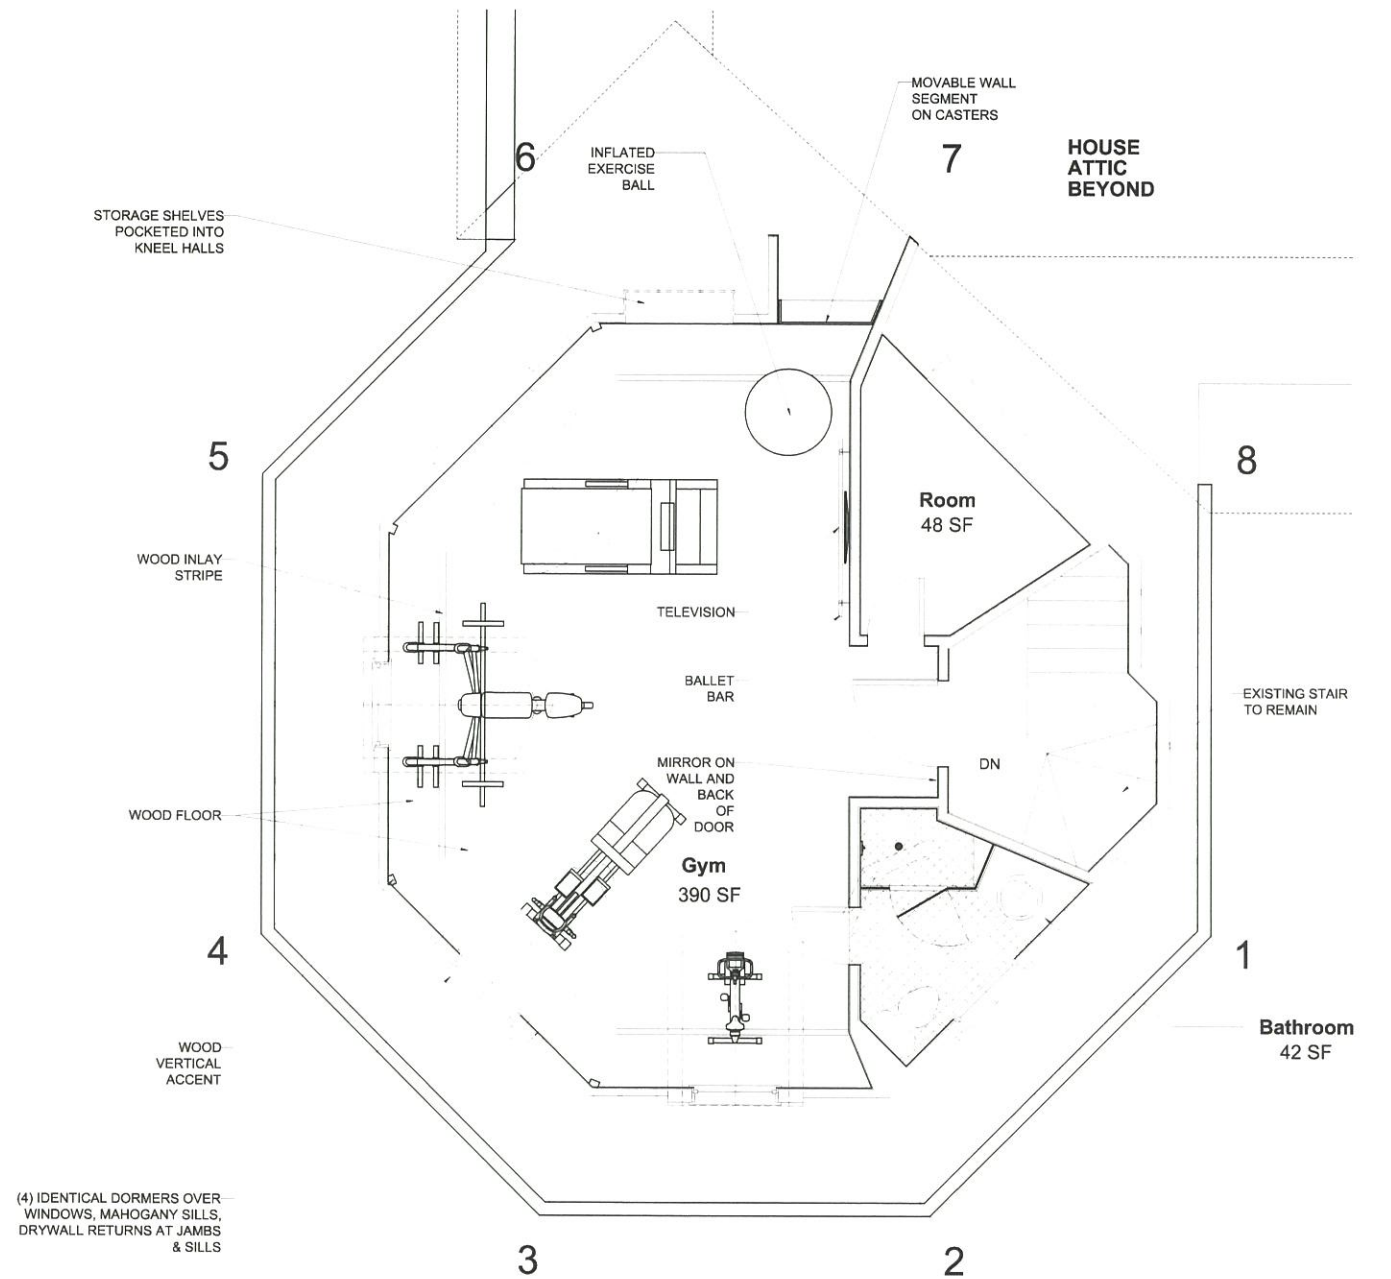 MOVABLE WALL
SEGMENT
ON CASTERS
6
INFLATED
EXERCISE
BALL
7
HOUSE
ATTIC
BEYOND
STORAGE SHELVES
POCKETED INTO
KNEEL HALLS
5
8
Room
48 SF
WOOD INLAY
STRIPE
TELEVISION
BALLET
BAR
EXISTING STAIR
TO REMAIN
MIRROR ON
WALL AND
BACK
OF
DOOR
DN
WOOD FLOOR
Gym
390 SF
4
1
Bathroom
42 SF
WOOD
VERTICAL
ACCENT
(4) IDENTICAL DORMERS OVER
WINDOWS, MAHOGANY SILLS,
DRYWALL RETURNS AT JAMBS
& SILLS
3
2